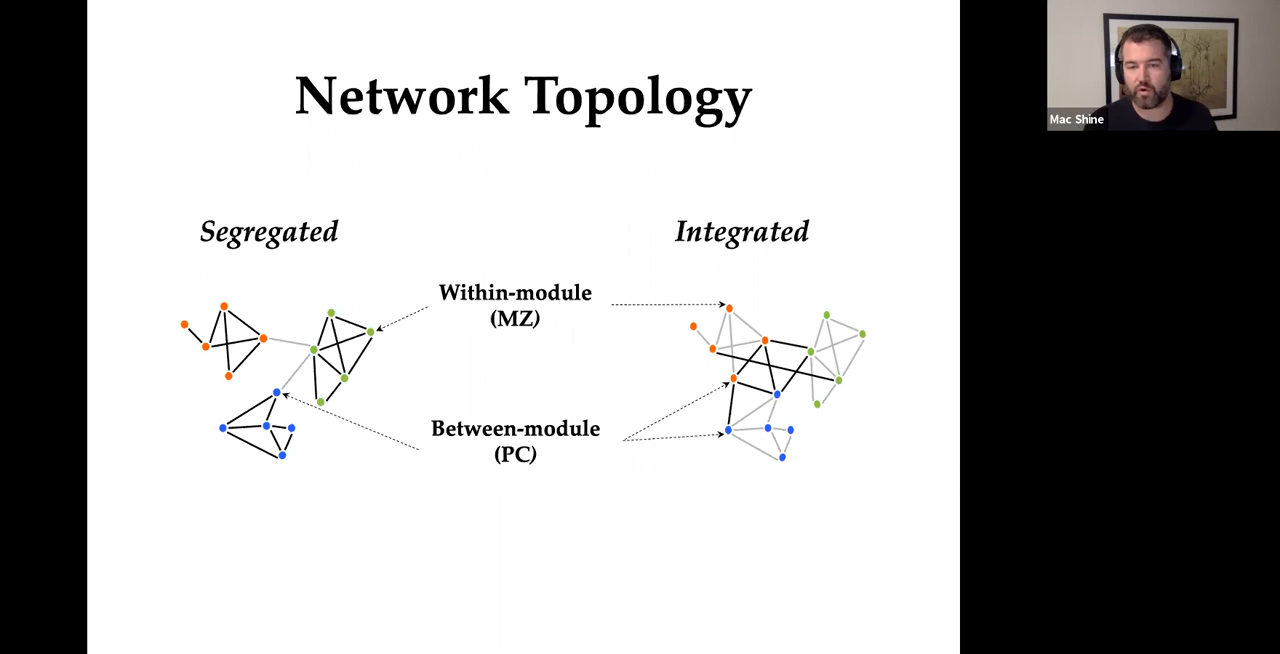 Network Topology
Segregated
Integrated
Within-module
(MZ)
Between-module
(PC)
Mac Shine